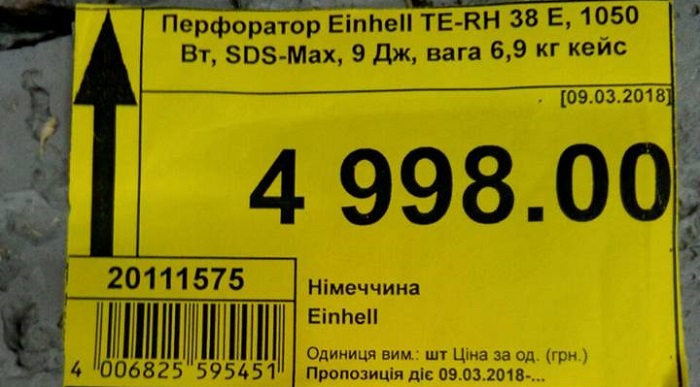 Перфоратор Einhell TE-RH 38 E, 1050
Вт, SDS-Max, 9 Дж, вага 6,9 кг кейс
[09.03.2018]
4 998.00
20111575
Німеччина
Einhell
4 006825 595451
Одиниця вим.: шт Ціна за од. (грн.)
Пропозиція діє 09.03.2018-...